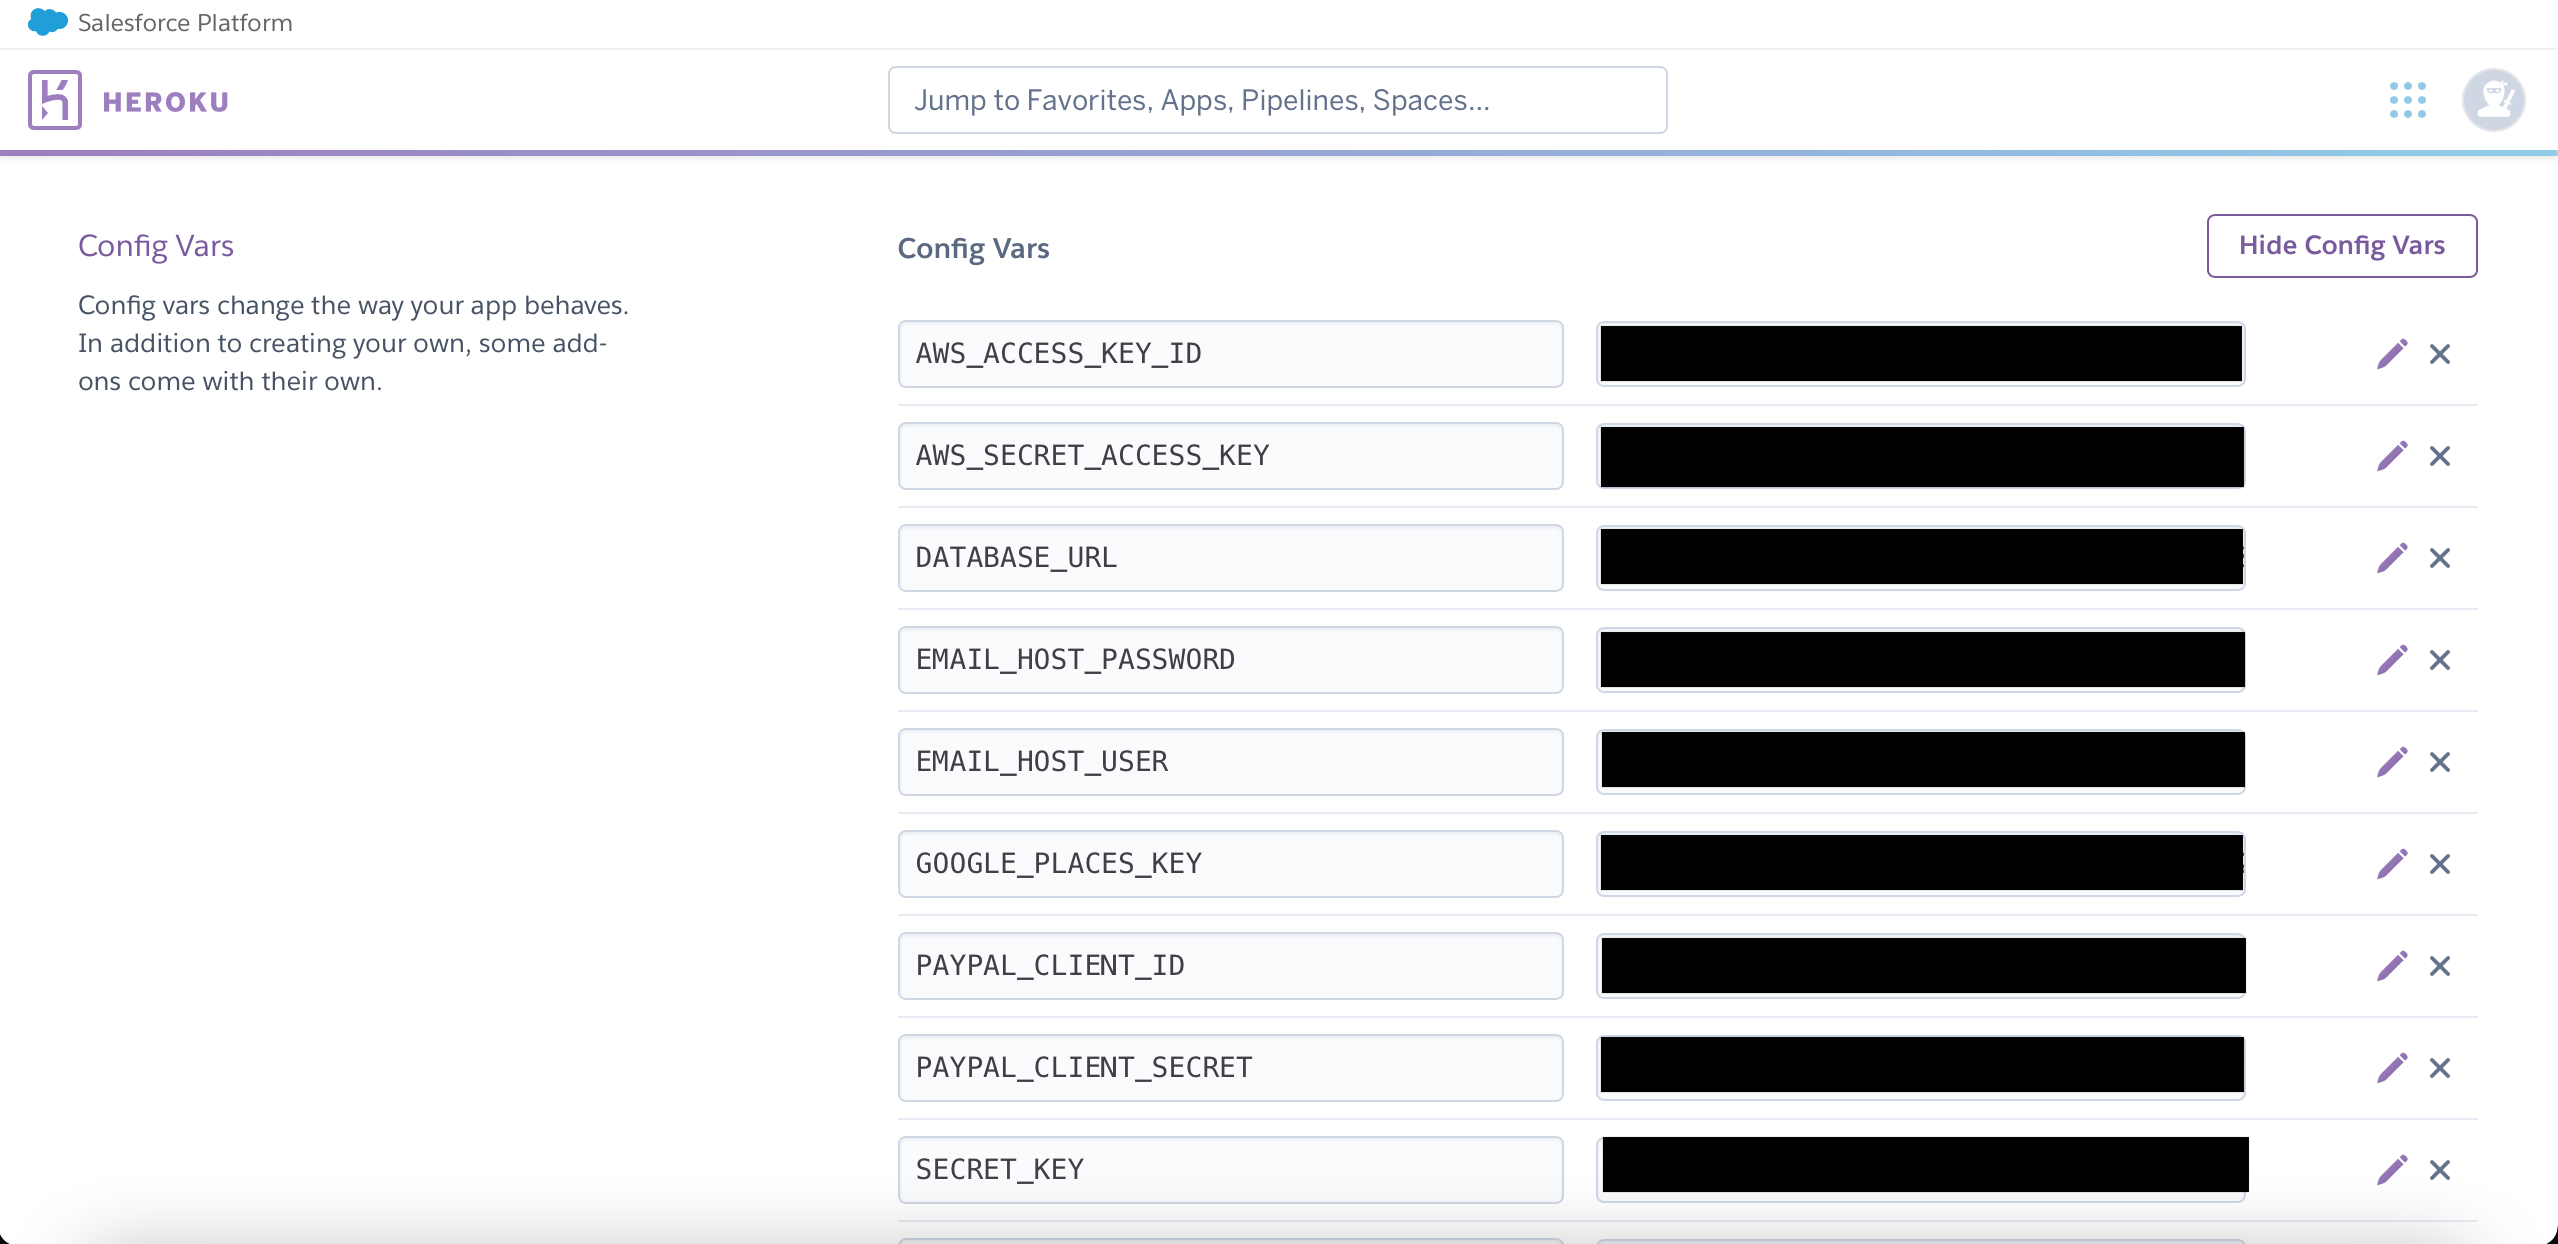 Salesforce Platform
HEROKU
Jump to Favorites, Apps, Pipelines, Spaces...
Config Vars
Config vars change the way your app behaves.
In addition to creating your own, some add-
ons come with their own.
Config Vars
Hide Config Vars
AWS_ACCESS_KEY_ID
AWS_SECRET_ACCESS_KEY
DATABASE_URL
EMAIL_HOST_PASSWORD
EMAIL_HOST_USER
GOOGLE_PLACES_KEY
PAYPAL_CLIENT_ID
PAYPAL_CLIENT_SECRET
SECRET_KEY